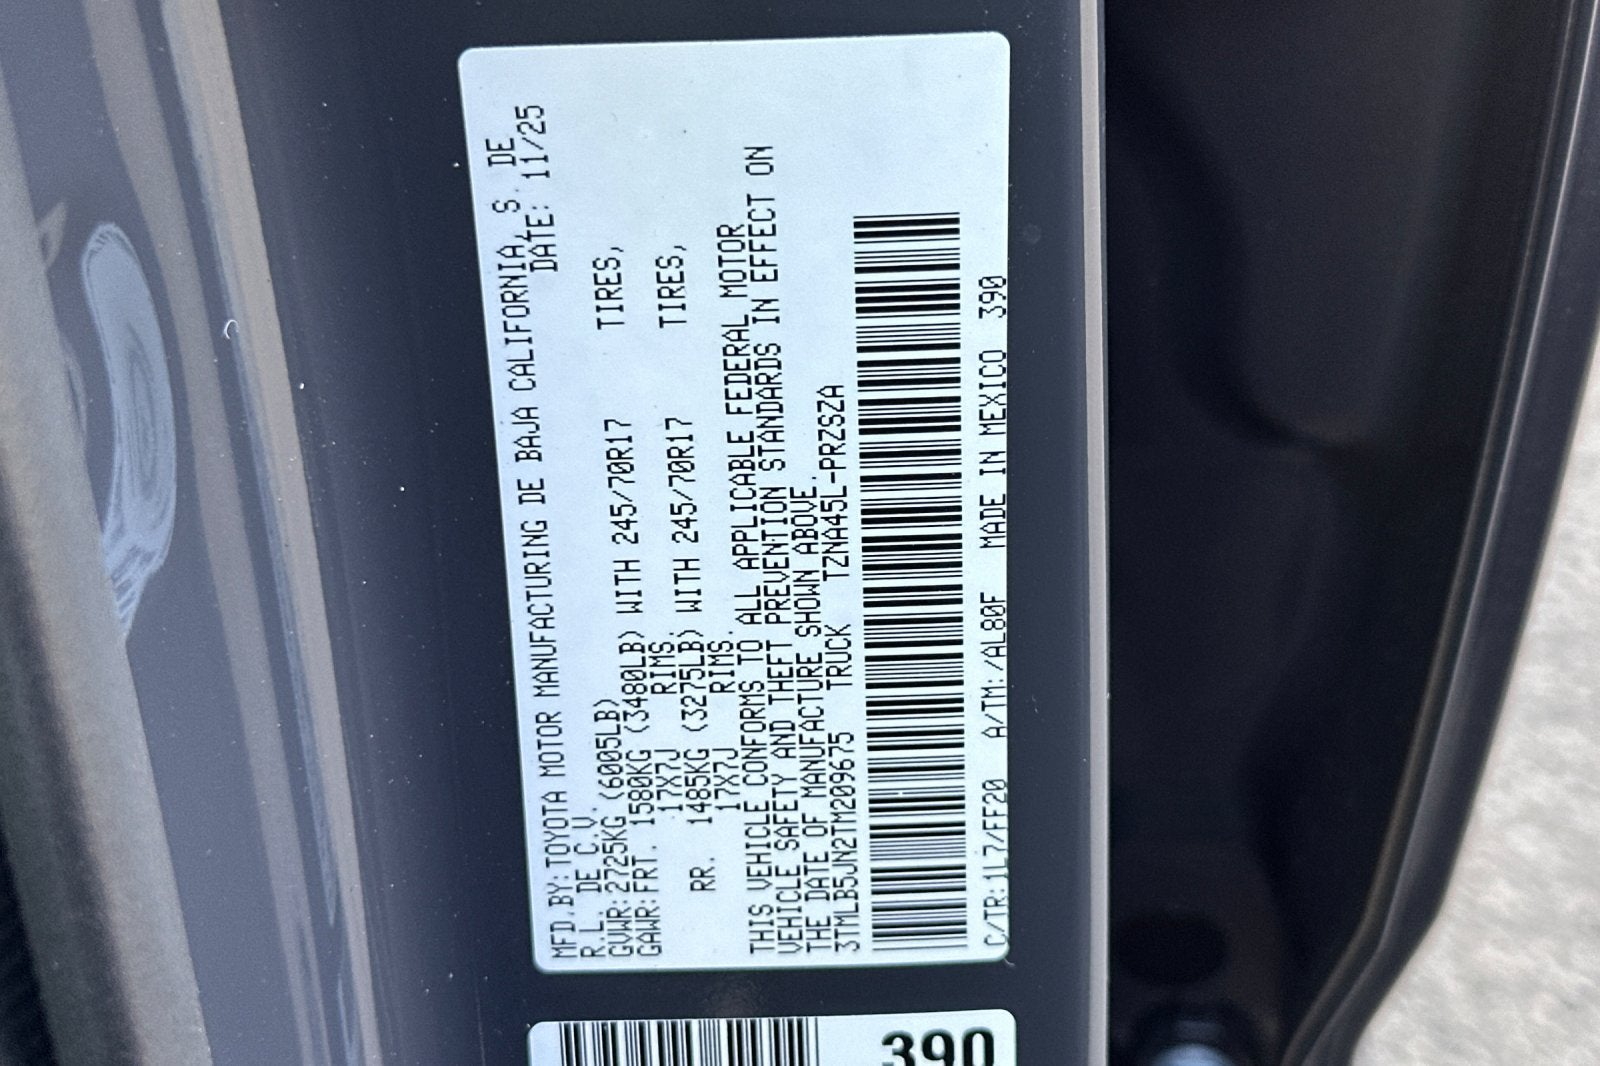 MFD.BY:TOYOTA MOTOR MANUFACTURING DE BAJA CALIFORNIA, S. DE
R.L. DE C.V. DATE: 11/25
GVWR:2725KG (6005LB)
GAWR:FRT. 1580KG (3480LB) WITH 245/70R17 TIRES,
17X7J RIMS.
RR. 1485KG (3275LB) WITH 245/70R17 TIRES,
17X7J RIMS.
THIS VEHICLE CONFORMS TO ALL APPLICABLE FEDERAL MOTOR
VEHICLE SAFETY AND THEFT PREVENTION STANDARDS IN EFFECT ON
THE DATE OF MANUFACTURE SHOWN ABOVE.
3TMLB5JN2TM209675 TRUCK TZNA45L-PRZSZA
C/TR:1L7/FF20 A/TM:/AL80F MADE IN MEXICO 390
390